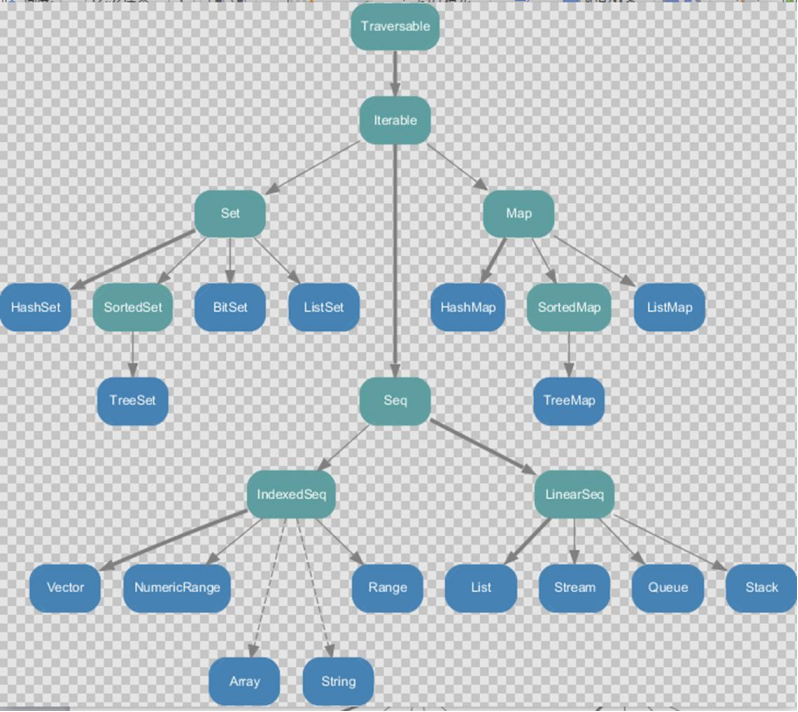 Traversable
Iterable
Set
Map
HashSet
SortedSet
BitSet
ListSet
HashMap
SortedMap
ListMap
TreeSet
Seq
TreeMap
IndexedSeq
LinearSeq
Vector
NumericRange
Range
List
Stream
Queue
Stack
Array
String